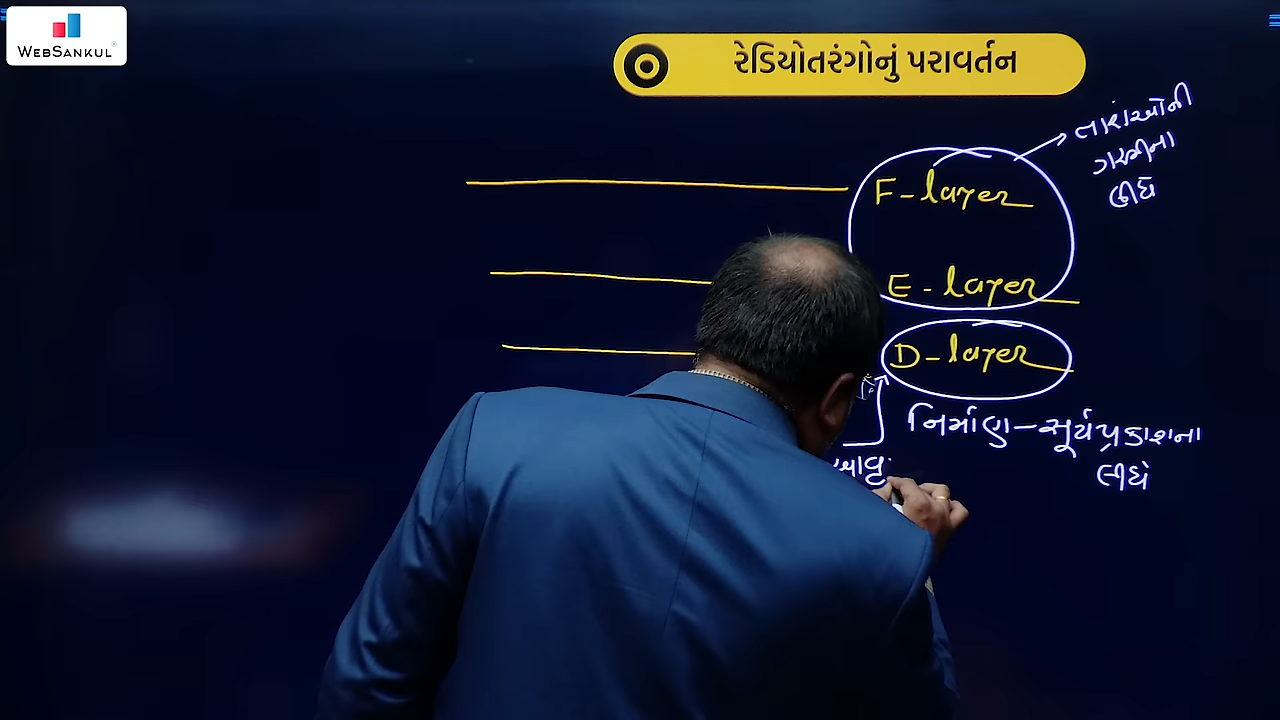 WEBSANKUL
રેડિયોતરંગોનું પરાવર્તન
તારાઓની
ગરમીના
લીધે
F-layer
E-layer
D-layer
નિર્માણ-સૂર્યપ્રકાશના
લીધે